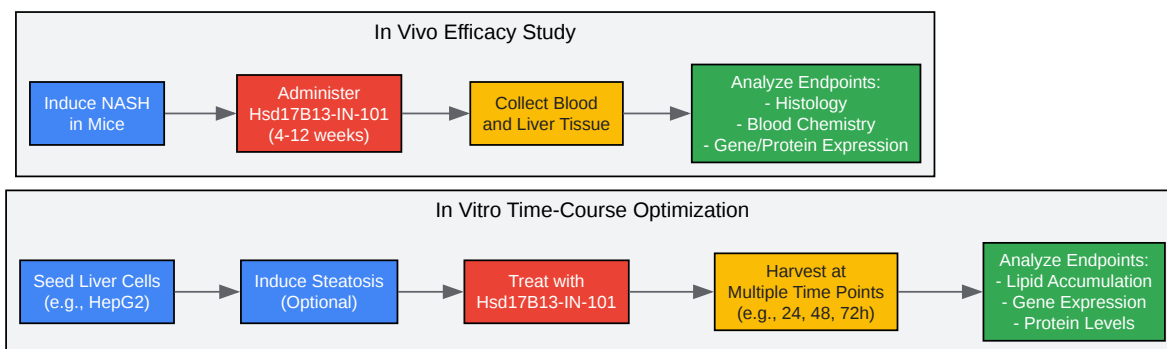 In Vivo Efficacy Study
Induce NASH
in Mice
Administer
Hsd17B13-IN-101
(4-12 weeks)
Collect Blood
and Liver Tissue
Analyze Endpoints:
- Histology
- Blood Chemistry
- Gene/Protein Expression
In Vitro Time-Course Optimization
Seed Liver Cells
(e.g., HepG2)
Induce Steatosis
(Optional)
Treat with
Hsd17B13-IN-101
Harvest at
Multiple Time Points
(e.g., 24, 48, 72h)
Analyze Endpoints:
- Lipid Accumulation
- Gene Expression
- Protein Levels